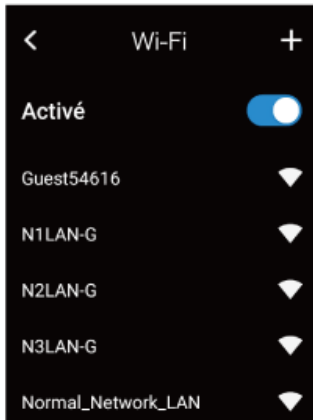 Wi-Fi
Activé
Guest54616
N1LAN-G
N2LAN-G
N3LAN-G
Normal_Network_LAN